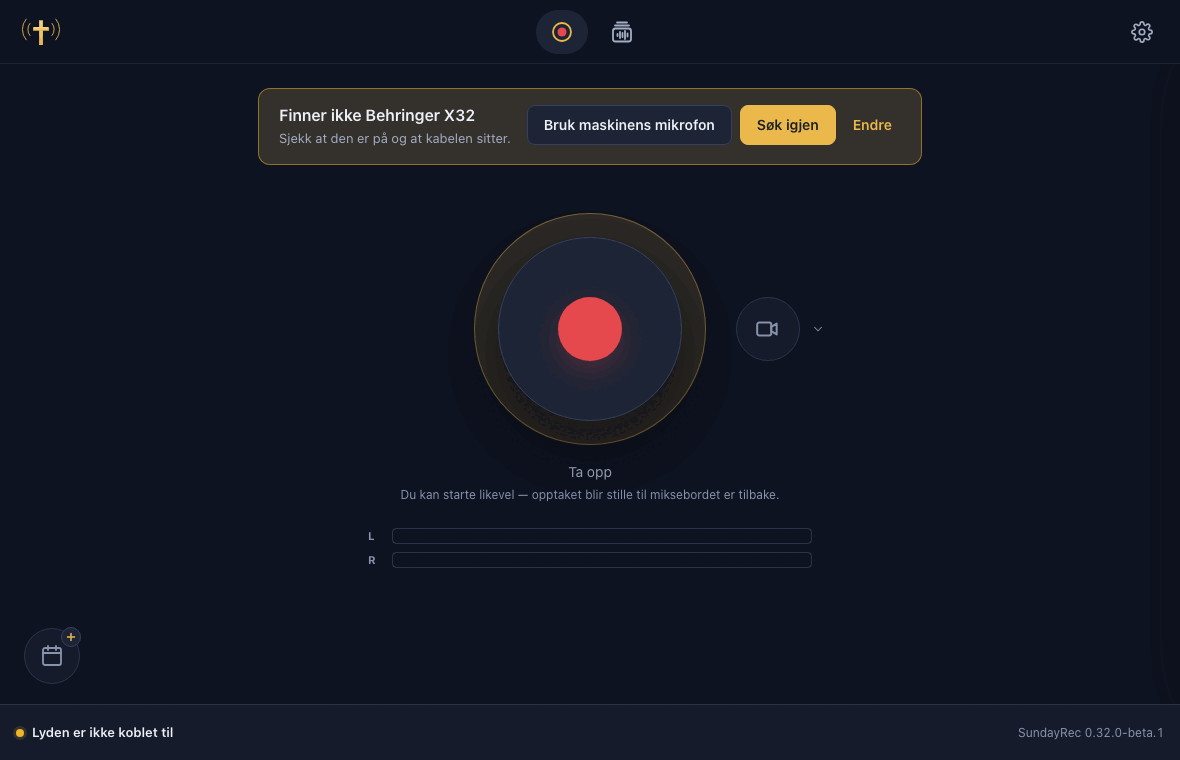 Finner ikke Behringer X32
Sjekk at den er på og at kabelen sitter.
Bruk maskinens mikrofon
Søk igjen
Endre
Ta opp
Du kan starte likevel — opptaket blir stille til miksebordet er tilbake.
L
R
Lyden er ikke koblet til
SundayRec 0.32.0-beta.1